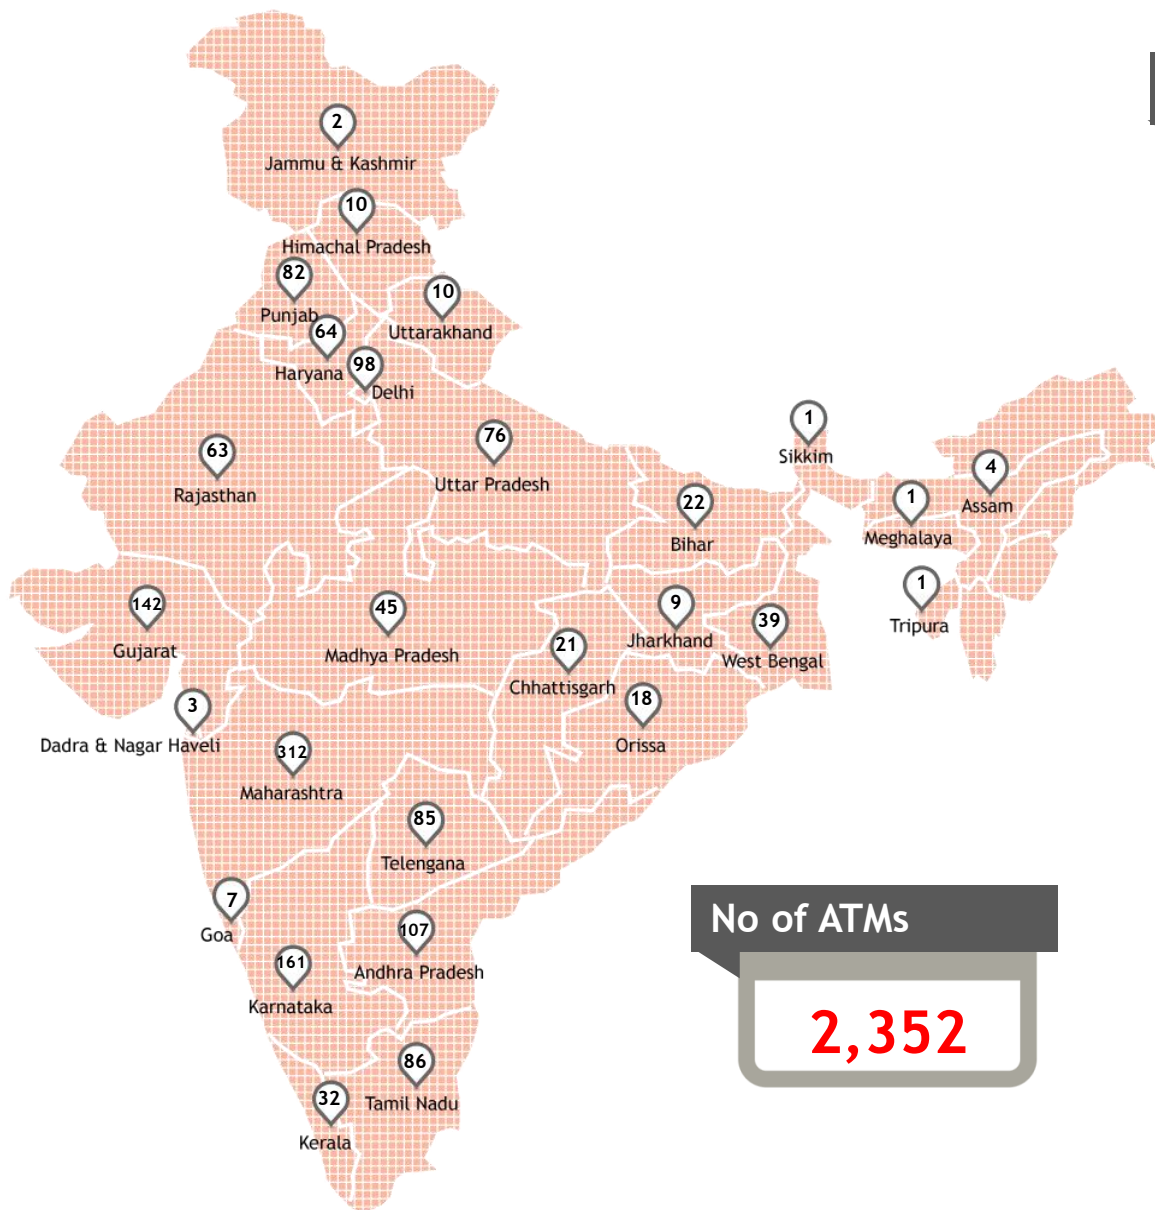 2
Jammu & Kashmir
10
Himachal Pradesh
82
Punjab
10
Uttarakhand
64
Haryana
98
Delhi
1
Sikkim
63
Rajasthan
76
Uttar Pradesh
4
Assam
22
Bihar
1
Meghalaya
142
Gujarat
45
Madhya Pradesh
9
Jharkhand
1
Tripura
39
West Bengal
21
Chhattisgarh
3
Dadra & Nagar Haveli
18
Orissa
312
Maharashtra
85
Telengana
7
Goa
107
Andhra Pradesh
No of ATMs
161
Karnataka
2,352
86
Tamil Nadu
32
Kerala